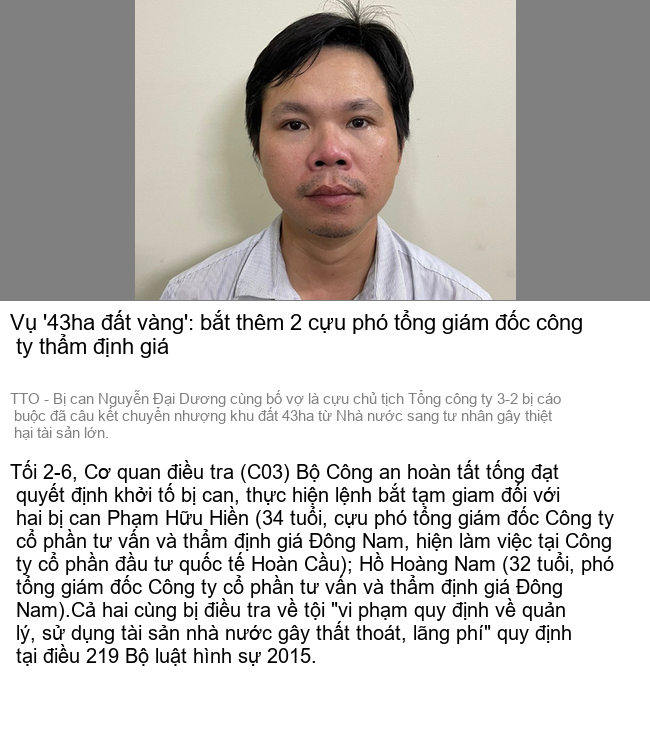 Vụ '43ha đất vàng': bắt thêm 2 cựu phó tổng giám đốc công
ty thẩm định giá
TTO - Bị can Nguyễn Đại Dương cùng bố vợ là cựu chủ tịch Tổng công ty 3-2 bị cáo
buộc đã câu kết chuyển nhượng khu đất 43ha từ Nhà nước sang tư nhân gây thiệt
hại tài sản lớn.
Tối 2-6, Cơ quan điều tra (C03) Bộ Công an hoàn tất tống đạt
quyết định khởi tố bị can, thực hiện lệnh bắt tạm giam đối với
hai bị can Phạm Hữu Hiền (34 tuổi, cựu phó tổng giám đốc Công ty
cổ phần tư vấn và thẩm định giá Đông Nam, hiện làm việc tại Công
ty cổ phần đầu tư quốc tế Hoàn Cầu); Hồ Hoàng Nam (32 tuổi, phó
tổng giám đốc Công ty cổ phần tư vấn và thẩm định giá Đông
Nam).Cả hai cùng bị điều tra về tội "vi phạm quy định về quản
lý, sử dụng tài sản nhà nước gây thất thoát, lãng phí" quy định
tại điều 219 Bộ luật hình sự 2015.